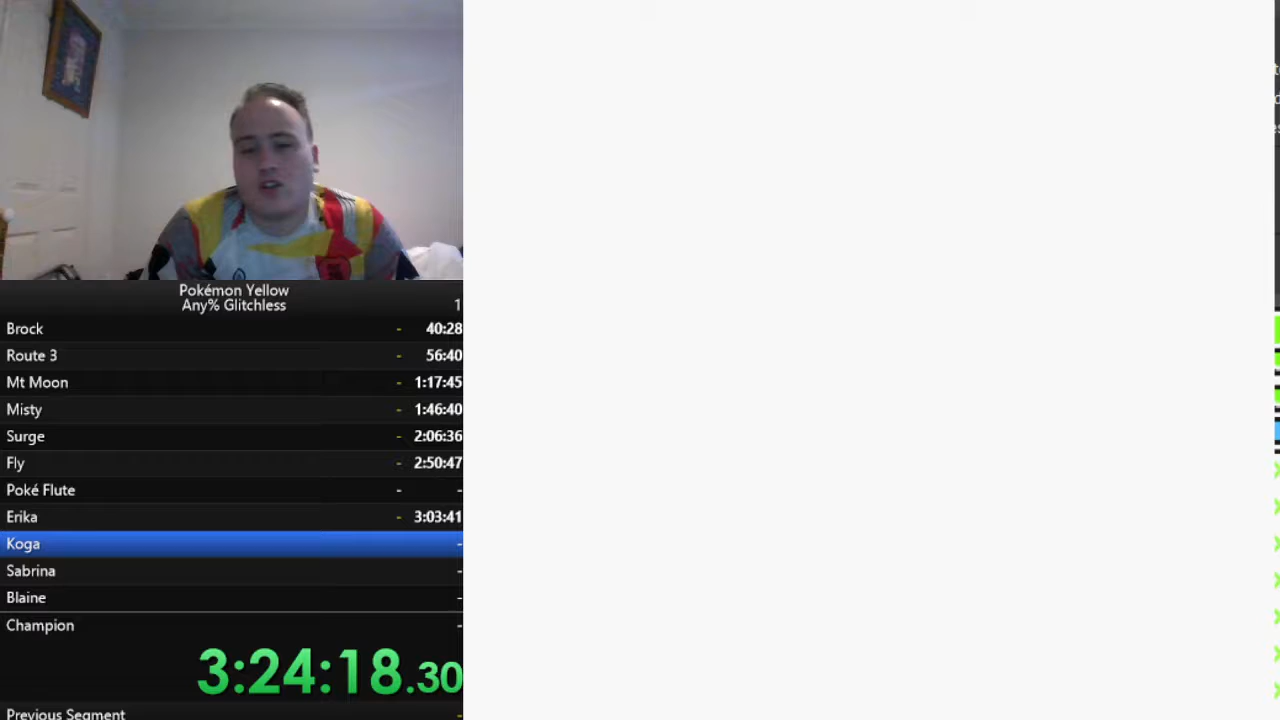 Pokémon Yellow
Any% Glitchless
1
Brock - 40:28
Route 3 - 56:40
Mt Moon - 1:17:45
Misty - 1:46:40
Surge - 2:06:36
Fly - 2:50:47
Poké Flute - -
Erika - 3:03:41
Koga -
Sabrina -
Blaine -
Champion -
3:24:18.30
Previous Segment -